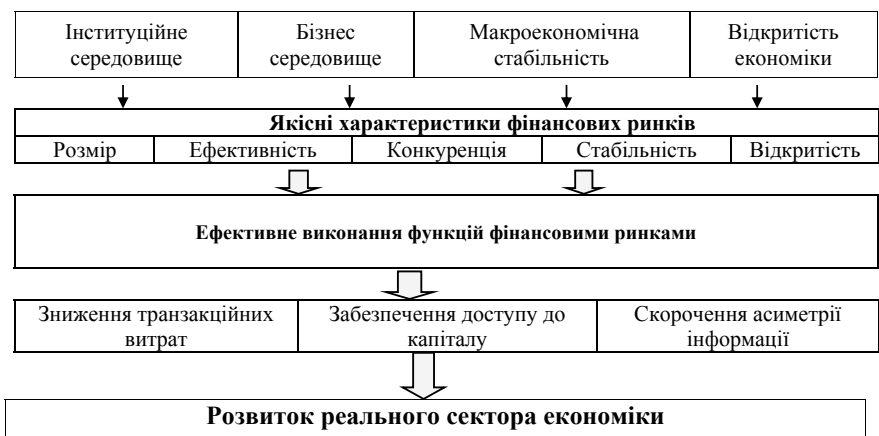 Інституційне
середовище
Бізнес
середовище
Макроекономічна
стабільність
Відкритість
економіки
Якісні характеристики фінансових ринків
Розмір
Ефективність
Конкуренція
Стабільність
Відкритість
Ефективне виконання функцій фінансовими ринками
Зниження транзакційних
витрат
Забезпечення доступу до
капіталу
Скорочення асиметрії
інформації
Розвиток реального сектора економіки